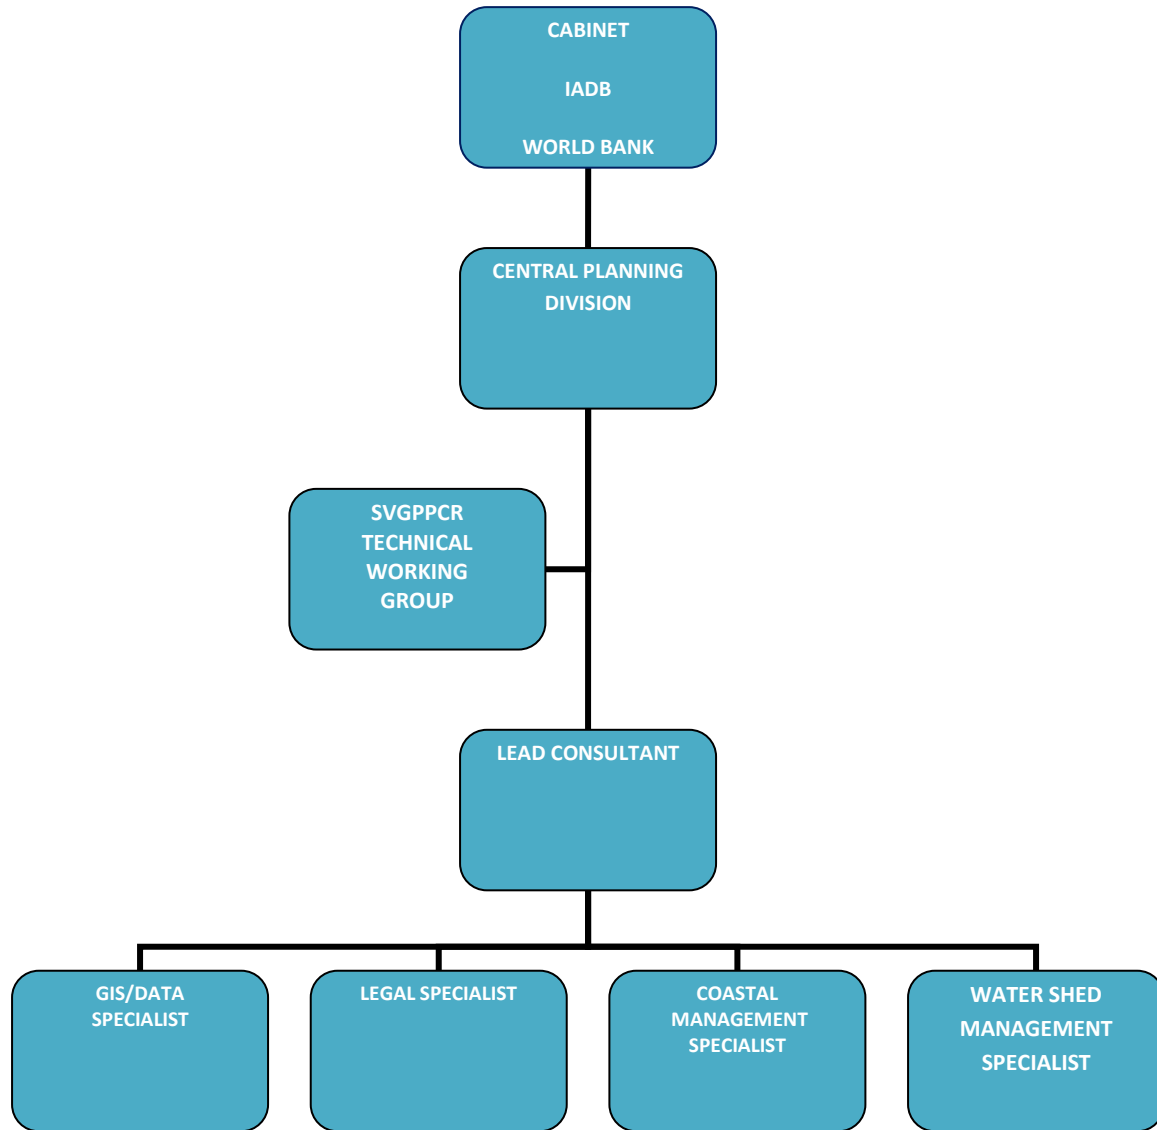 CABINET
IADB
WORLD BANK
CENTRAL PLANNING
DIVISION
SVGPPCR
TECHNICAL
WORKING
GROUP
LEAD CONSULTANT
GIS/DATA
SPECIALIST
LEGAL SPECIALIST
COASTAL
MANAGEMENT
SPECIALIST
WATER SHED
MANAGEMENT
SPECIALIST